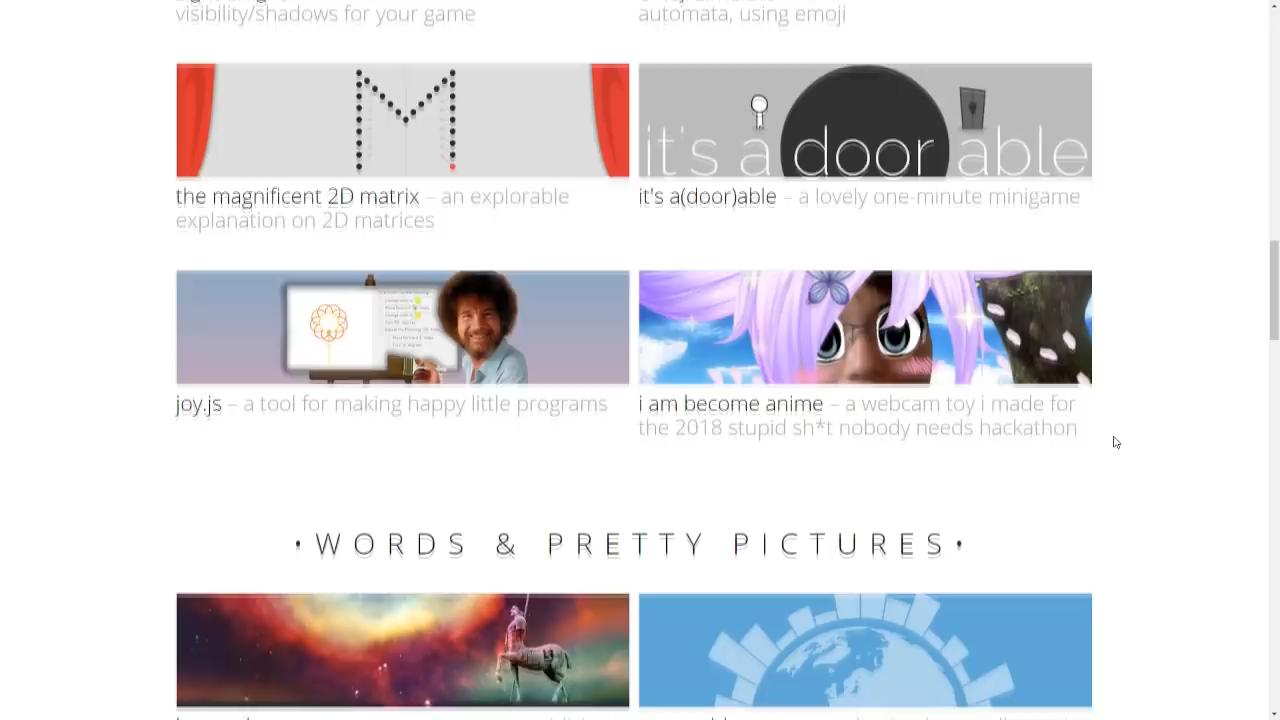 visibility/shadows for your game
automata, using emoji
it's a door able
the magnificent 2D matrix – an explorable
explanation on 2D matrices
it's a(door)able – a lovely one-minute minigame
joy.js – a tool for making happy little programs
i am become anime – a webcam toy i made for
the 2018 stupid sh*t nobody needs hackathon
• WORDS & PRETTY PICTURES •